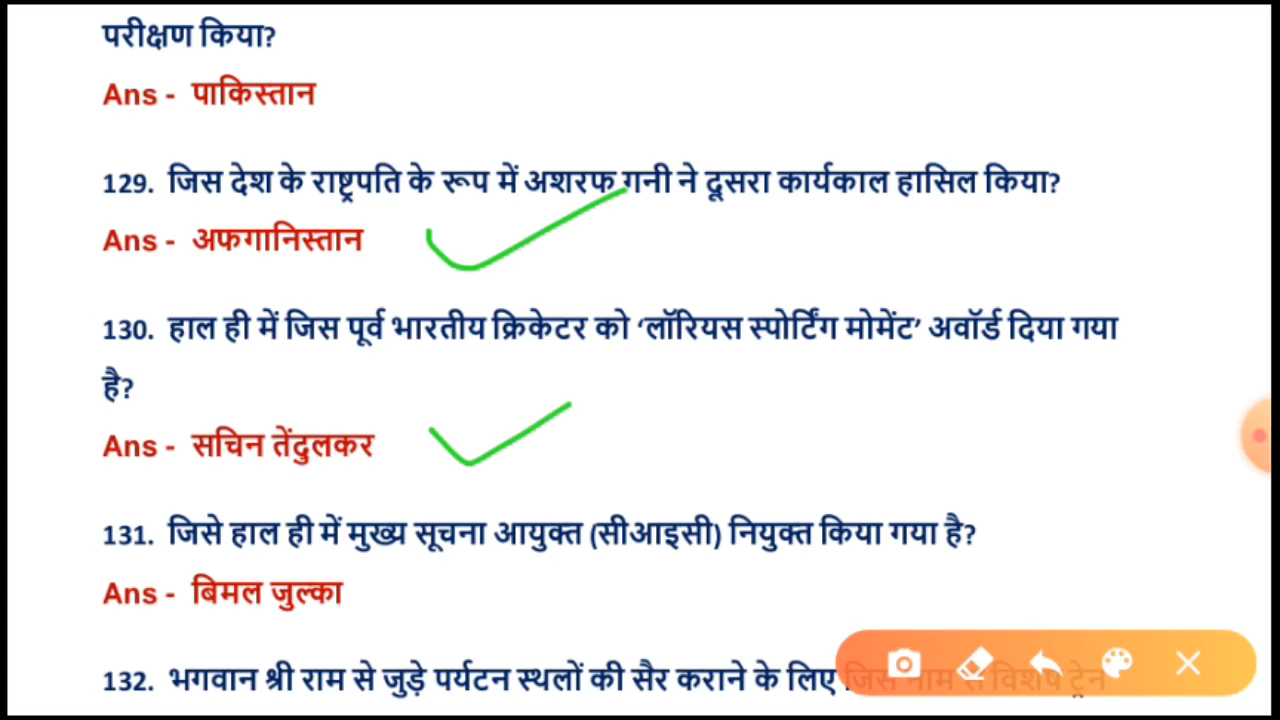 परीक्षण किया?
Ans - पाकिस्तान
129. जिस देश के राष्ट्रपति के रूप में अशरफ गनी ने दूसरा कार्यकाल हासिल किया?
Ans - अफगानिस्तान
130. हाल ही में जिस पूर्व भारतीय क्रिकेटर को ‘लॉरियस स्पोर्टिंग मोमेंट’ अवॉर्ड दिया गया
है?
Ans - सचिन तेंदुलकर
131. जिसे हाल ही में मुख्य सूचना आयुक्त (सीआइसी) नियुक्त किया गया है?
Ans - बिमल जुल्का
132. भगवान श्री राम से जुड़े पर्यटन स्थलों की सैर कराने के लिए जिस नाम से विशेष ट्रेन